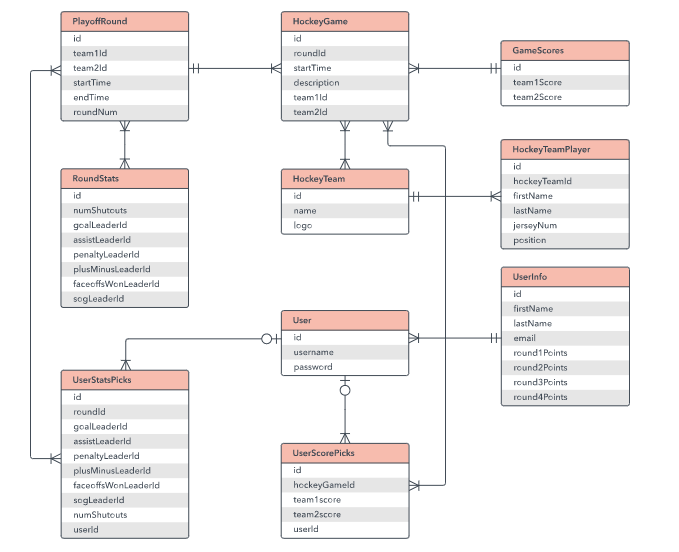 PlayoffRound
id
team1Id
team2Id
startTime
endTime
roundNum
HockeyGame
id
roundId
startTime
description
team1Id
team2Id
GameScores
id
team1Score
team2Score
HockeyTeamPlayer
id
hockeyTeamId
firstName
lastName
jerseyNum
position
RoundStats
id
numShutouts
goalLeaderId
assistLeaderId
penaltyLeaderId
plusMinusLeaderId
faceoffsWonLeaderId
sogLeaderId
HockeyTeam
id
name
logo
UserInfo
id
firstName
lastName
email
round1Points
round2Points
round3Points
round4Points
User
id
username
password
UserStatsPicks
id
roundId
goalLeaderId
assistLeaderId
penaltyLeaderId
plusMinusLeaderId
faceoffsWonLeaderId
sogLeaderId
numShutouts
userId
UserScorePicks
id
hockeyGameId
team1score
team2score
userId